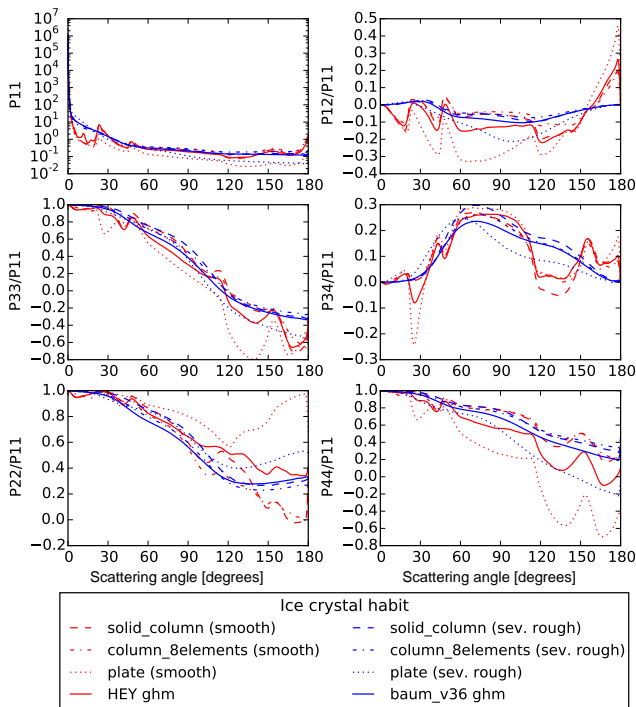 10^7
10^6
10^5
10^4
10^3
10^2
10^1
10^0
10^-1
10^-2
P11
0 30 60 90 120 150 180
0.5
0.4
0.3
0.2
0.1
0.0
−0.1
−0.2
−0.3
−0.4
P12/P11
0 30 60 90 120 150 180
1.0
0.8
0.6
0.4
0.2
0.0
−0.2
−0.4
−0.6
−0.8
P33/P11
0 30 60 90 120 150 180
0.3
0.2
0.1
0.0
0.1
0.2
0.3
P34/P11
0 30 60 90 120 150 180
1.0
0.8
0.6
0.4
0.2
0.0
−0.2
P22/P11
0 30 60 90 120 150 180
Scattering angle [degrees]
1.0
0.8
0.6
0.4
0.2
0.0
0.2
0.4
0.6
0.8
P44/P11
0 30 60 90 120 150 180
Scattering angle [degrees]
Ice crystal habit
solid_column (smooth)
column_8elements (smooth)
plate (smooth)
HEY ghm
solid_column (sev. rough)
column_8elements (sev. rough)
plate (sev. rough)
baum_v36 ghm